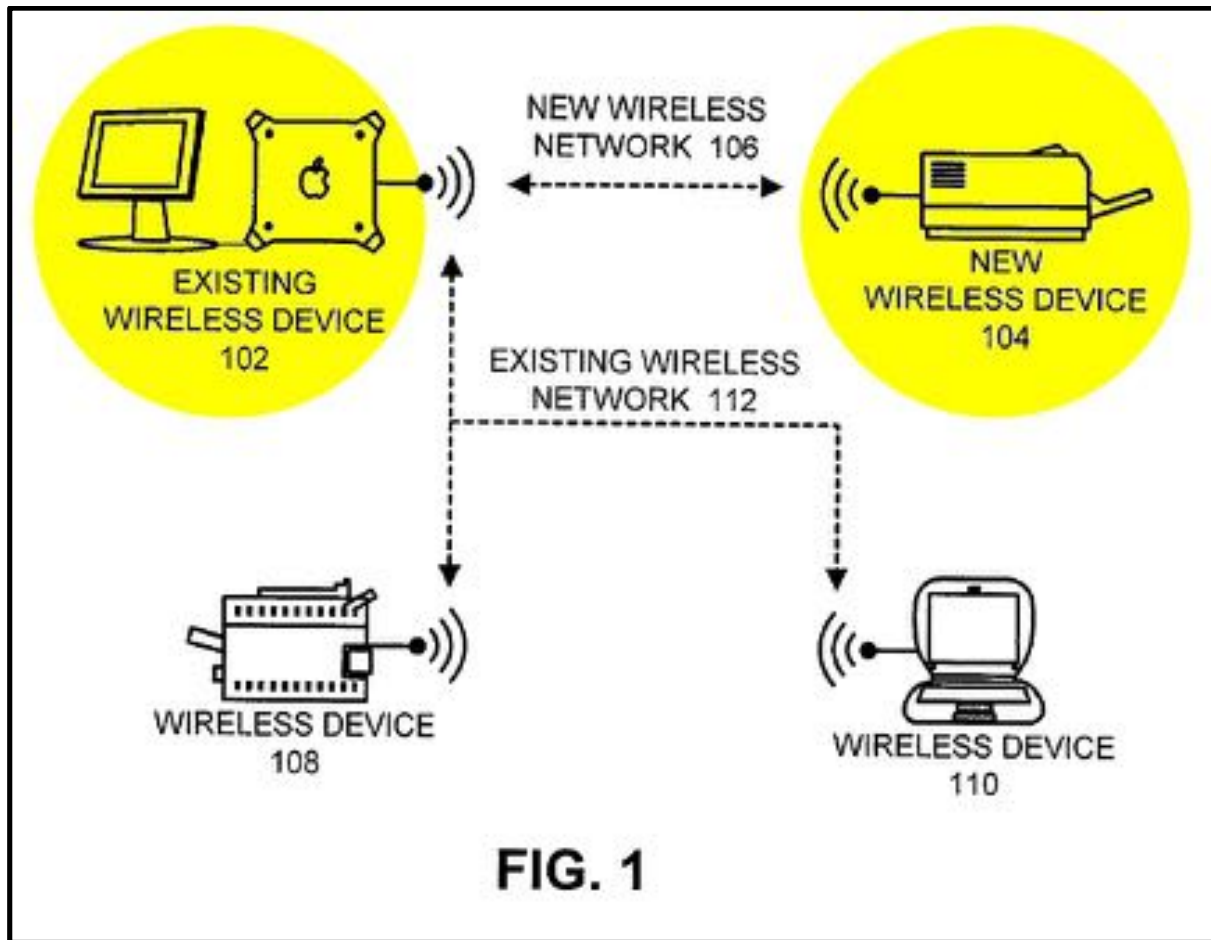 NEW WIRELESS
NETWORK 106
EXISTING
WIRELESS DEVICE
102
NEW
WIRELESS DEVICE
104
EXISTING WIRELESS
NETWORK 112
WIRELESS DEVICE
108
WIRELESS DEVICE
110
FIG. 1